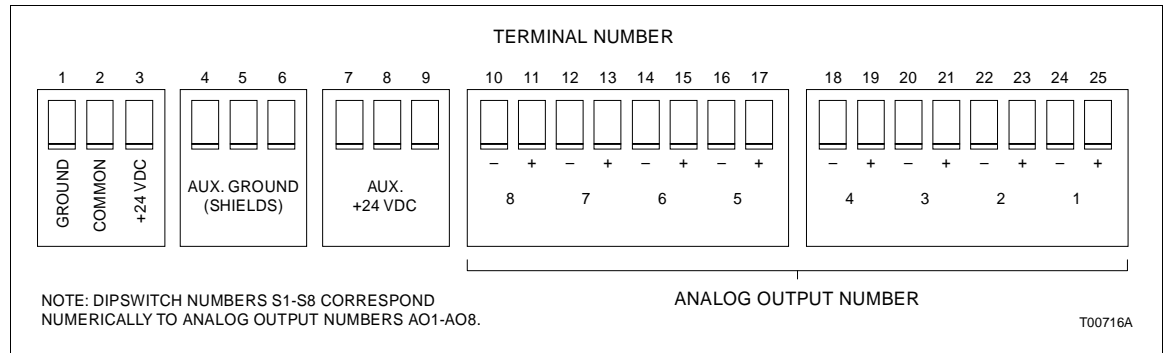 TERMINAL NUMBER
1 2 3 4 5 6 7 8 9 10 11 12 13 14 15 16 17 18 19 20 21 22 23 24 25
– + – + – + – + – + – + – + – +
GROUND
COMMON
+24 VDC
AUX. GROUND
(SHIELDS)
AUX.
+24 VDC
8 7 6 5 4 3 2 1
ANALOG OUTPUT NUMBER
NOTE: DIPSWITCH NUMBERS S1-S8 CORRESPOND
NUMERICALLY TO ANALOG OUTPUT NUMBERS AO1-AO8.
T00716A